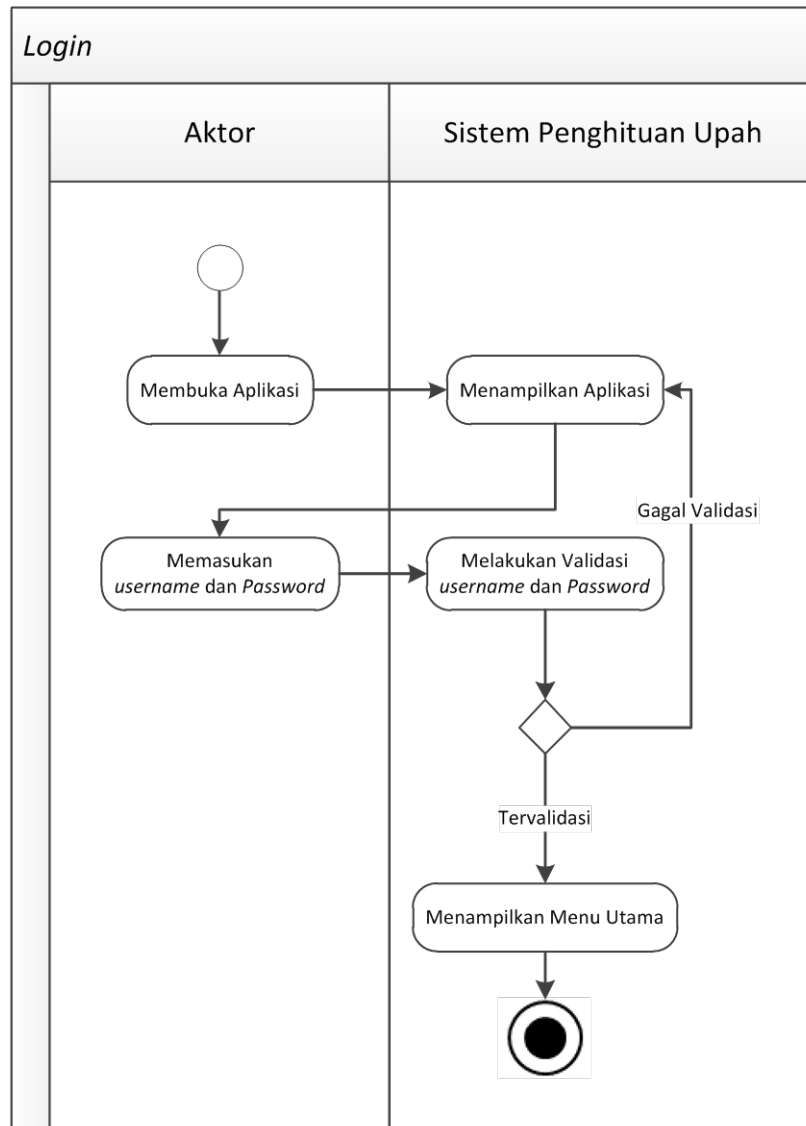 Login
Aktor
Sistem Penghituan Upah
Membuka Aplikasi
Menampilkan Aplikasi
Gagal Validasi
Memasukan
username dan Password
Melakukan Validasi
username dan Password
Tervalidasi
Menampilkan Menu Utama